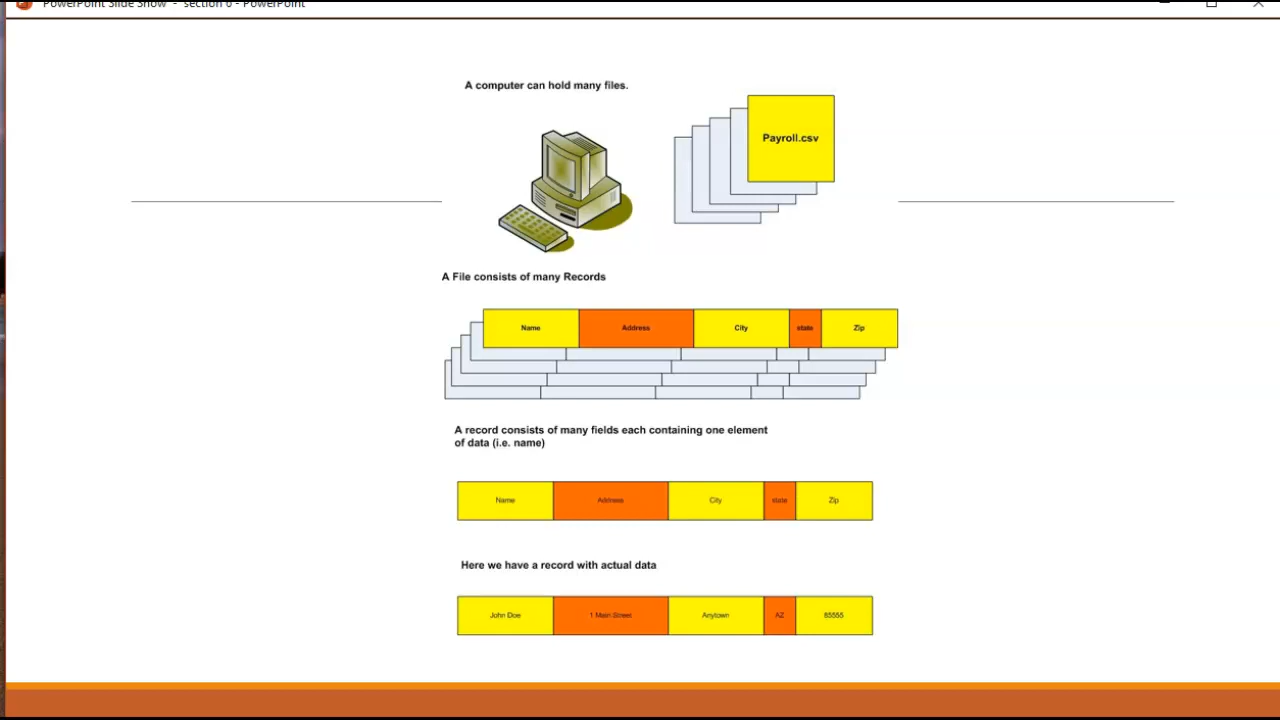 PowerPoint Slide Show - section 6 - PowerPoint
A computer can hold many files.
Payroll.csv
A File consists of many Records
Name Address City state Zip
A record consists of many fields each containing one element
of data (i.e. name)
Name Address City state Zip
Here we have a record with actual data
John Doe 1 Main Street Anytown AZ 85555